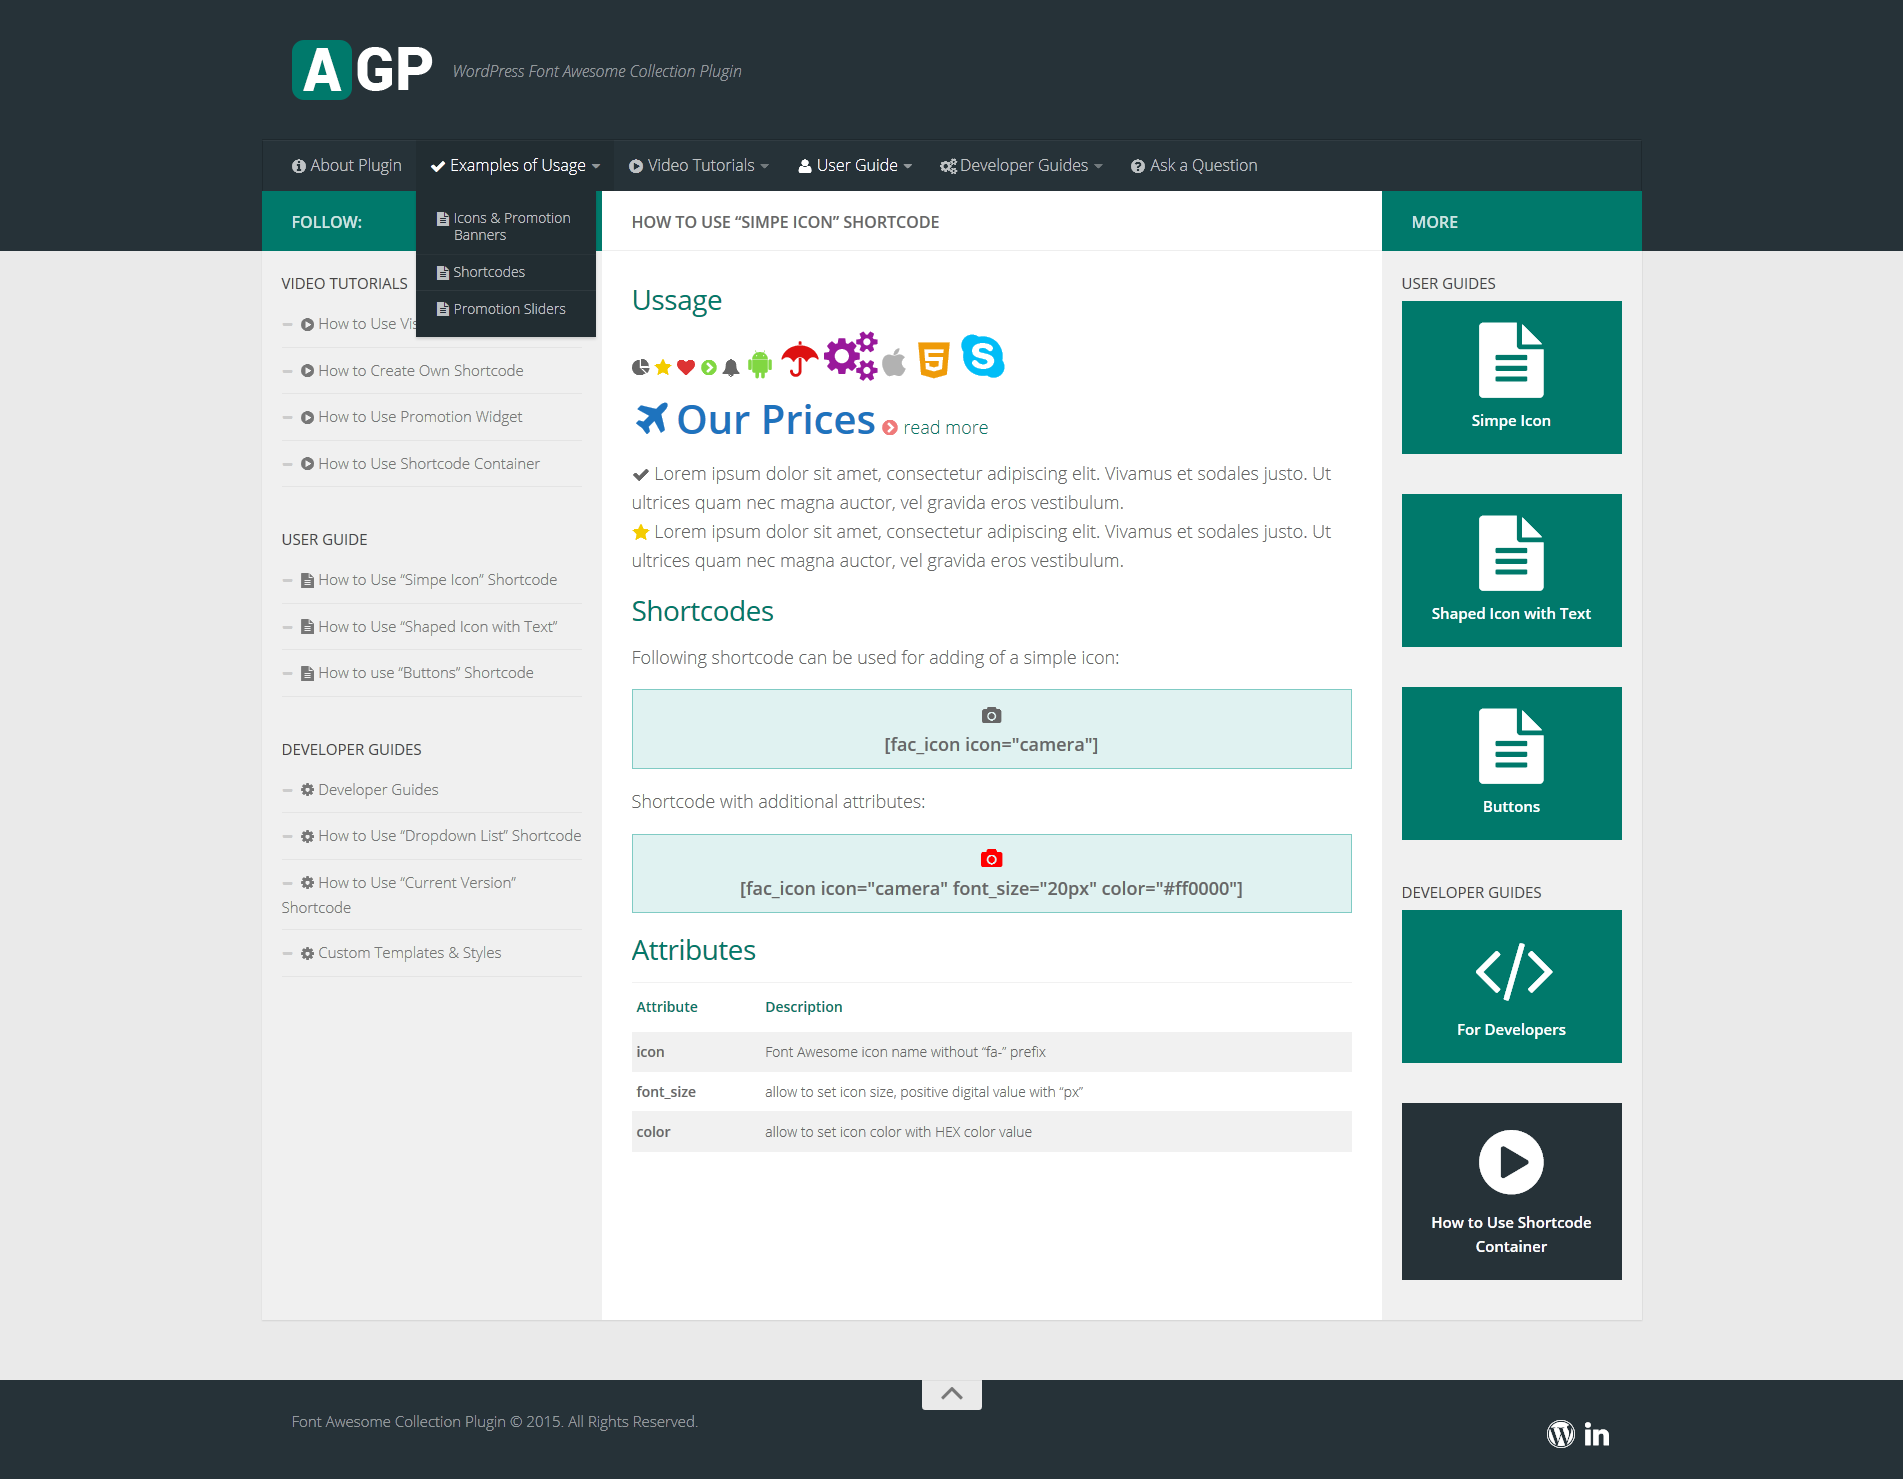 AGP
WordPress Font Awesome Collection Plugin
About Plugin
Examples of Usage
Video Tutorials
User Guide
Developer Guides
Ask a Question
Icons & Promotion
Banners
Shortcodes
Promotion Sliders
FOLLOW:
VIDEO TUTORIALS
How to Use Vis
How to Create Own Shortcode
How to Use Promotion Widget
How to Use Shortcode Container
USER GUIDE
How to Use “Simpe Icon” Shortcode
How to Use “Shaped Icon with Text”
How to use “Buttons” Shortcode
DEVELOPER GUIDES
Developer Guides
How to Use “Dropdown List” Shortcode
How to Use “Current Version”
Shortcode
Custom Templates & Styles
HOW TO USE “SIMPE ICON” SHORTCODE
Ussage
Our Prices read more
Lorem ipsum dolor sit amet, consectetur adipiscing elit. Vivamus et sodales justo. Ut
ultrices quam nec magna auctor, vel gravida eros vestibulum.
Lorem ipsum dolor sit amet, consectetur adipiscing elit. Vivamus et sodales justo. Ut
ultrices quam nec magna auctor, vel gravida eros vestibulum.
Shortcodes
Following shortcode can be used for adding of a simple icon:
[fac_icon icon="camera"]
Shortcode with additional attributes:
[fac_icon icon="camera" font_size="20px" color="#ff0000"]
Attributes
Attribute Description
icon Font Awesome icon name without “fa-” prefix
font_size allow to set icon size, positive digital value with “px”
color allow to set icon color with HEX color value
MORE
USER GUIDES
Simpe Icon
Shaped Icon with Text
Buttons
DEVELOPER GUIDES
For Developers
How to Use Shortcode
Container
Font Awesome Collection Plugin © 2015. All Rights Reserved.